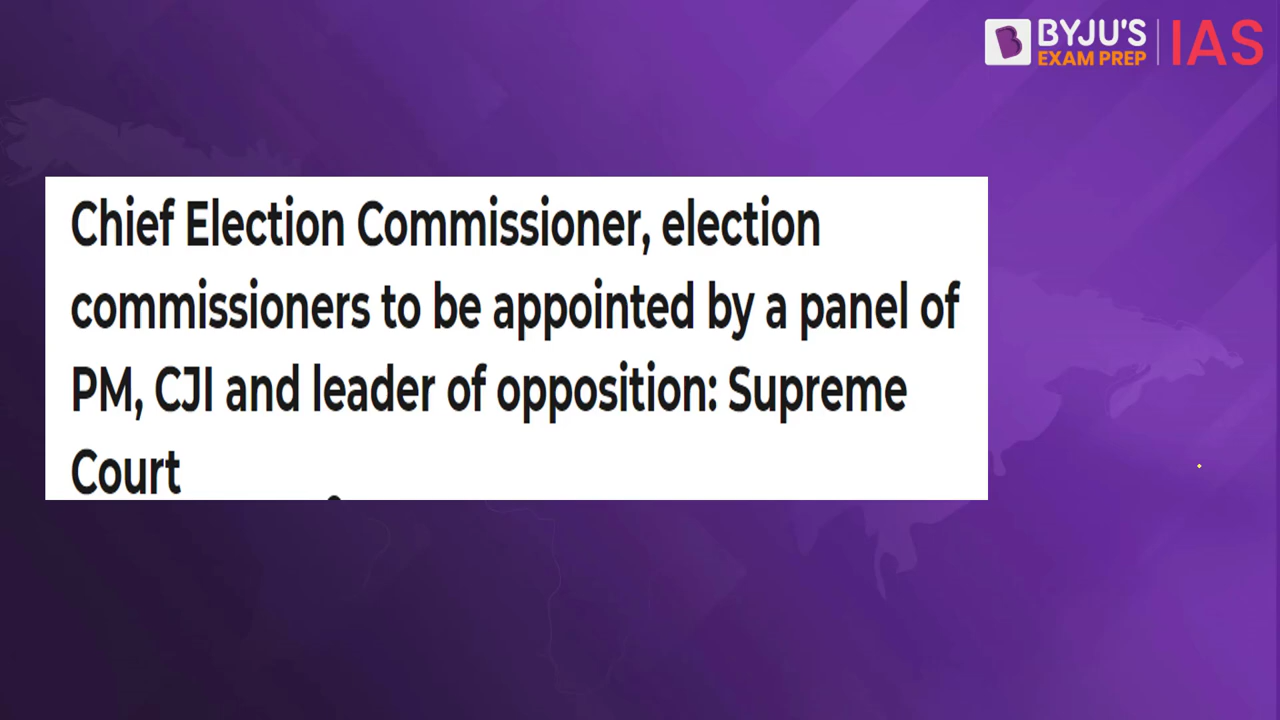 BYJU'S
EXAM PREP
IAS
Chief Election Commissioner, election
commissioners to be appointed by a panel of
PM, CJI and leader of opposition: Supreme
Court